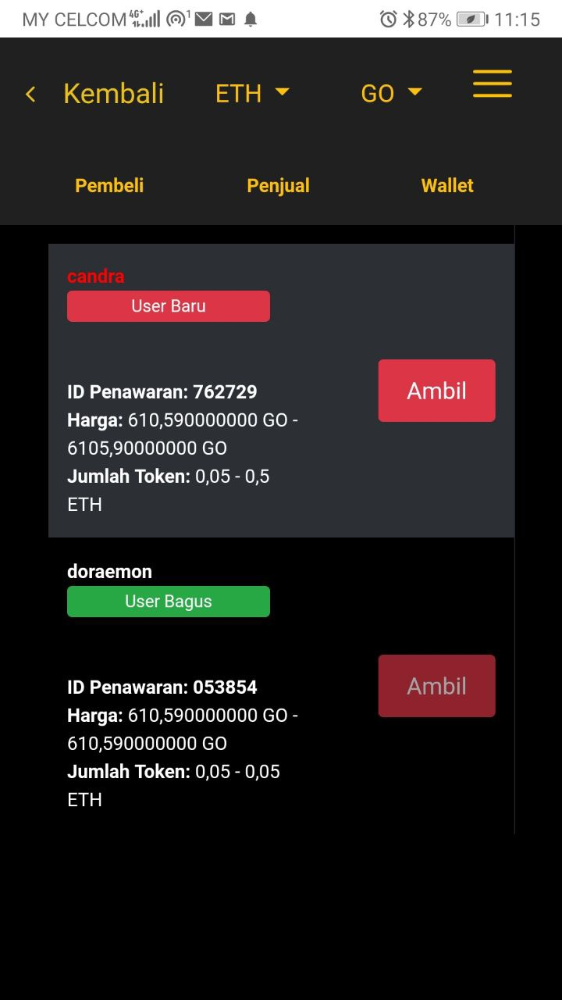 MY CELCOM 4G+ 1 87% 11:15
Kembali ETH GO
Pembeli Penjual Wallet
candra
User Baru
ID Penawaran: 762729
Ambil
Harga: 610,590000000 GO -
6105,90000000 GO
Jumlah Token: 0,05 - 0,5
ETH
doraemon
User Bagus
ID Penawaran: 053854
Ambil
Harga: 610,590000000 GO -
610,590000000 GO
Jumlah Token: 0,05 - 0,05
ETH